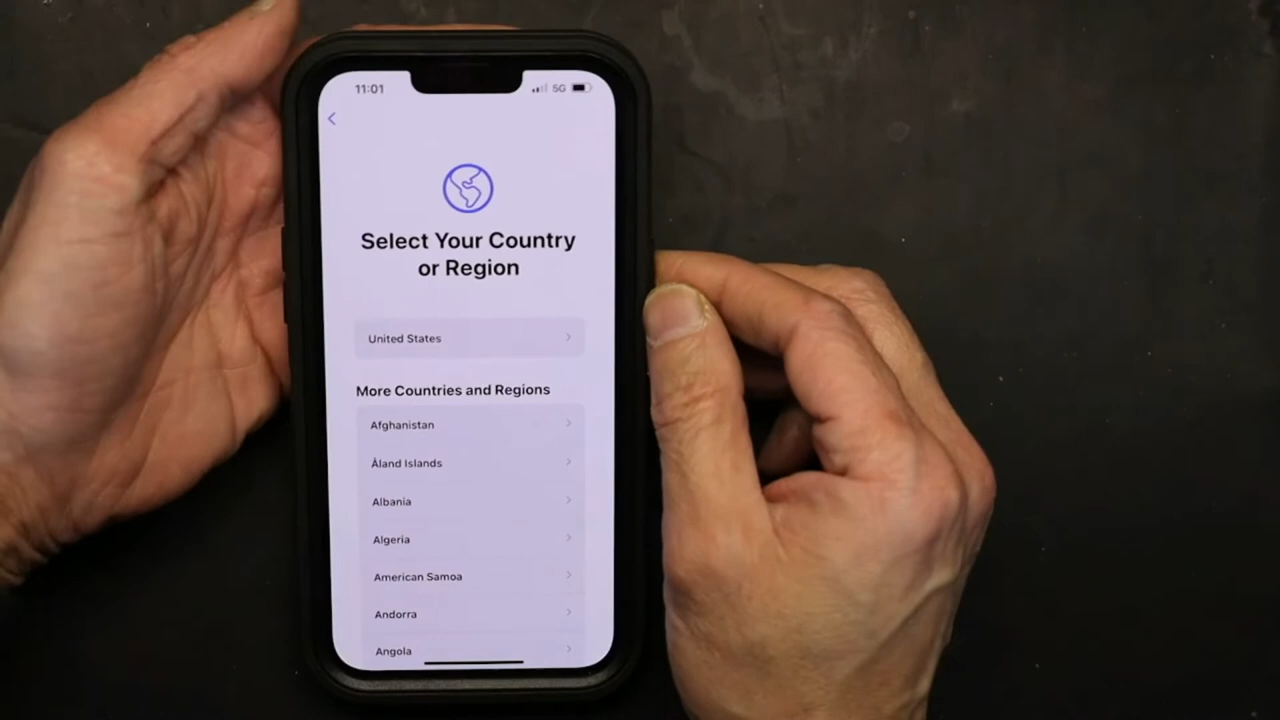 11:01
5G
Select Your Country
or Region
United States
More Countries and Regions
Afghanistan
Åland Islands
Albania
Algeria
American Samoa
Andorra
Angola